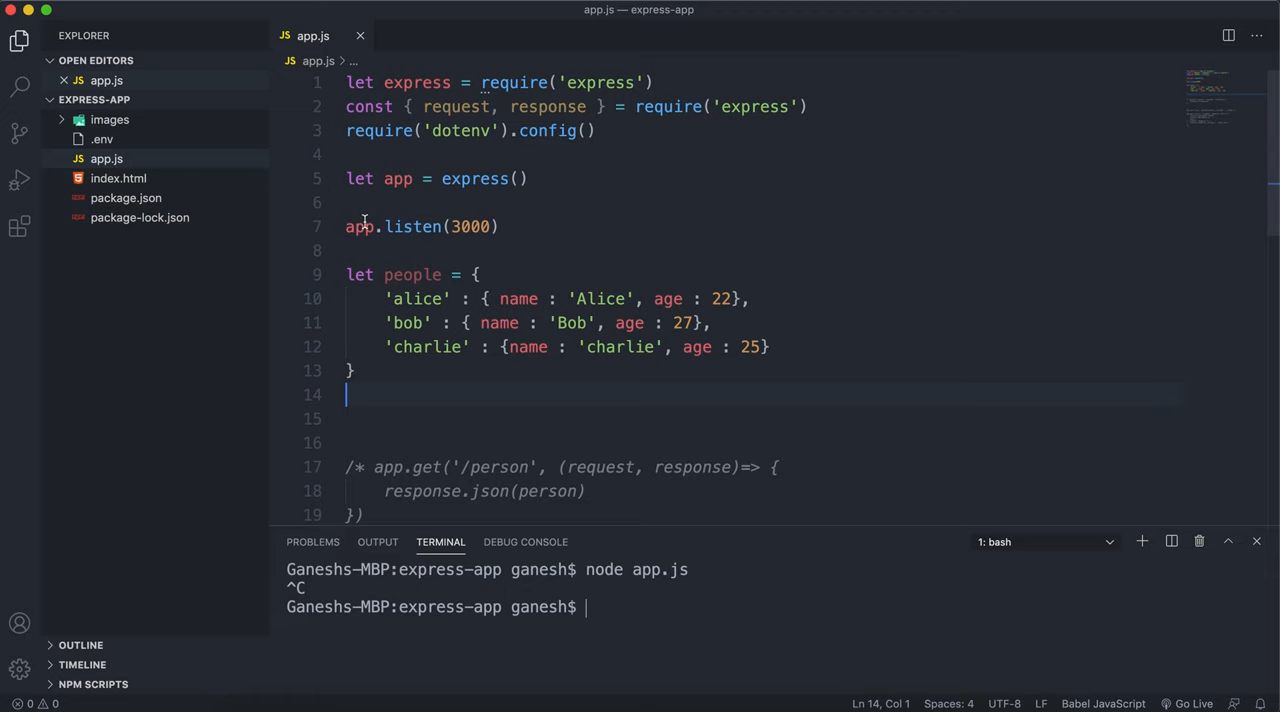 app.js — express-app
EXPLORER
OPEN EDITORS
JS app.js
EXPRESS-APP
images
.env
JS app.js
index.html
package.json
package-lock.json
OUTLINE
TIMELINE
NPM SCRIPTS
JS app.js
JS app.js > ...
1 let express = require('express')
2 const { request, response } = require('express')
3 require('dotenv').config()
4
5 let app = express()
6
7 app.listen(3000)
8
9 let people = {
10 'alice' : { name : 'Alice', age : 22},
11 'bob' : { name : 'Bob', age : 27},
12 'charlie' : {name : 'charlie', age : 25}
13 }
14
15
16
17 /* app.get('/person', (request, response)=> {
18 response.json(person)
19 })
PROBLEMS OUTPUT TERMINAL DEBUG CONSOLE 1: bash
Ganeshs-MBP:express-app ganesh$ node app.js
^C
Ganeshs-MBP:express-app ganesh$
0 0 Ln 14, Col 1 Spaces: 4 UTF-8 LF Babel JavaScript Go Live